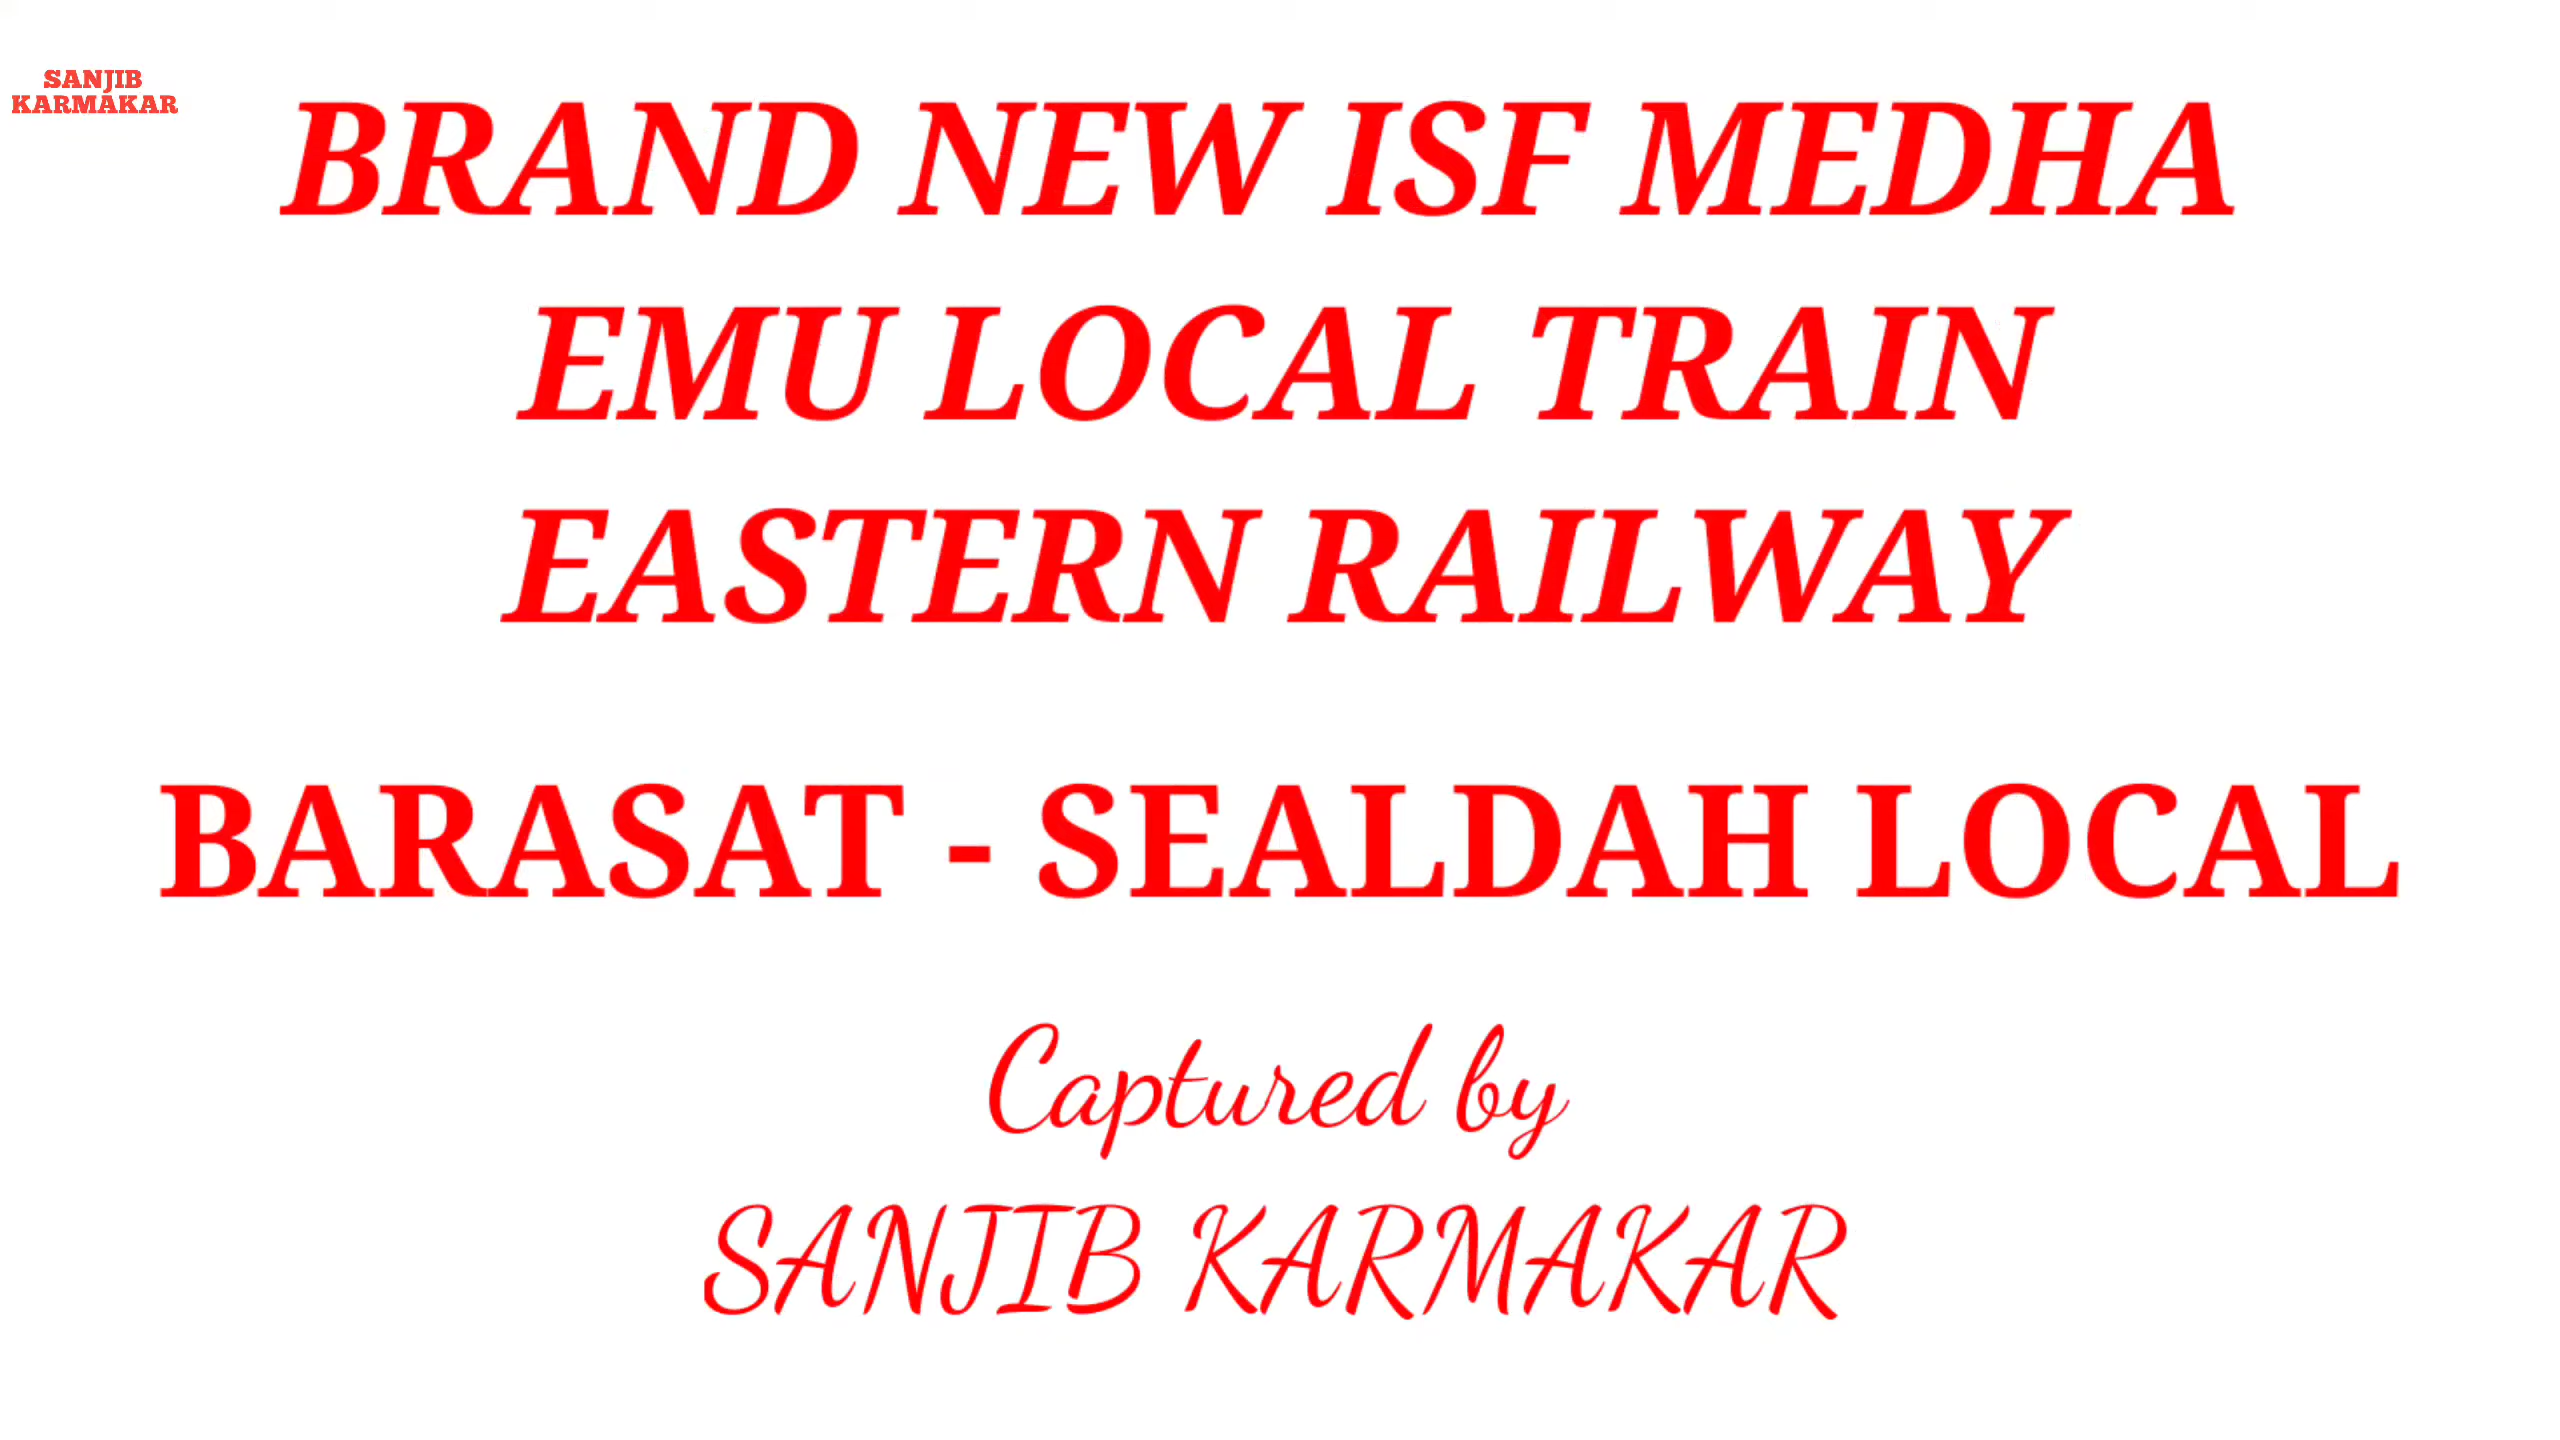 SANJIB
KARMAKAR
BRAND NEW ISF MEDHA
EMU LOCAL TRAIN
EASTERN RAILWAY
BARASAT - SEALDAH LOCAL
Captured by
SANJIB KARMAKAR